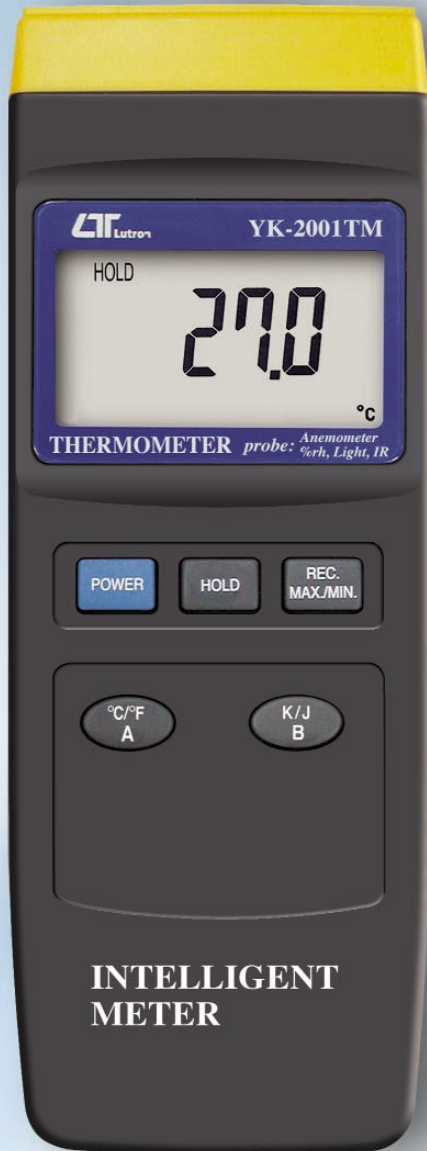 LT Lutron YK-2001TM
HOLD
27.0
°C
THERMOMETER probe: Anemometer
%rh, Light, IR
POWER HOLD REC.
MAX./MIN.
°C/°F K/J
A B
INTELLIGENT
METER